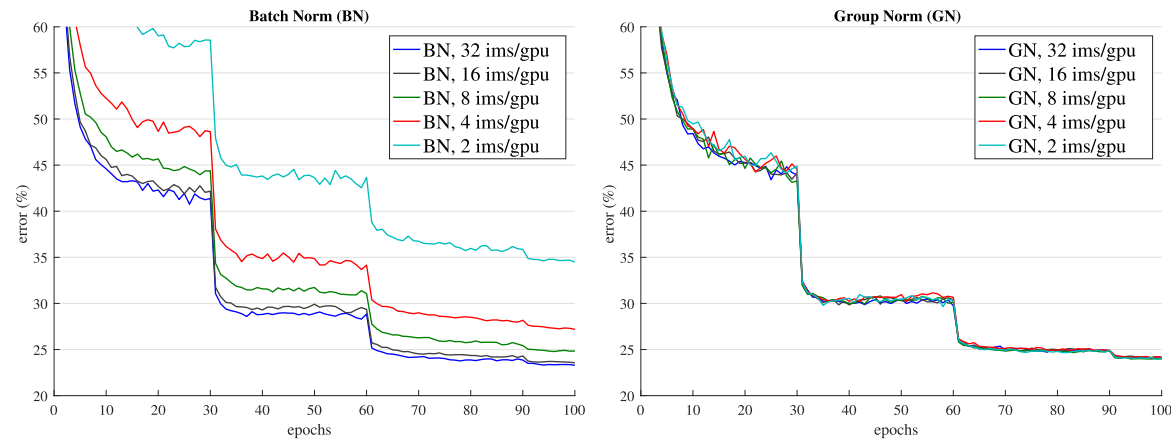 Batch Norm (BN)
60
55
50
45
40
35
30
25
20
error (%)
0 10 20 30 40 50 60 70 80 90 100
epochs
BN, 32 ims/gpu
BN, 16 ims/gpu
BN, 8 ims/gpu
BN, 4 ims/gpu
BN, 2 ims/gpu
Group Norm (GN)
60
55
50
45
40
35
30
25
20
error (%)
0 10 20 30 40 50 60 70 80 90 100
epochs
GN, 32 ims/gpu
GN, 16 ims/gpu
GN, 8 ims/gpu
GN, 4 ims/gpu
GN, 2 ims/gpu